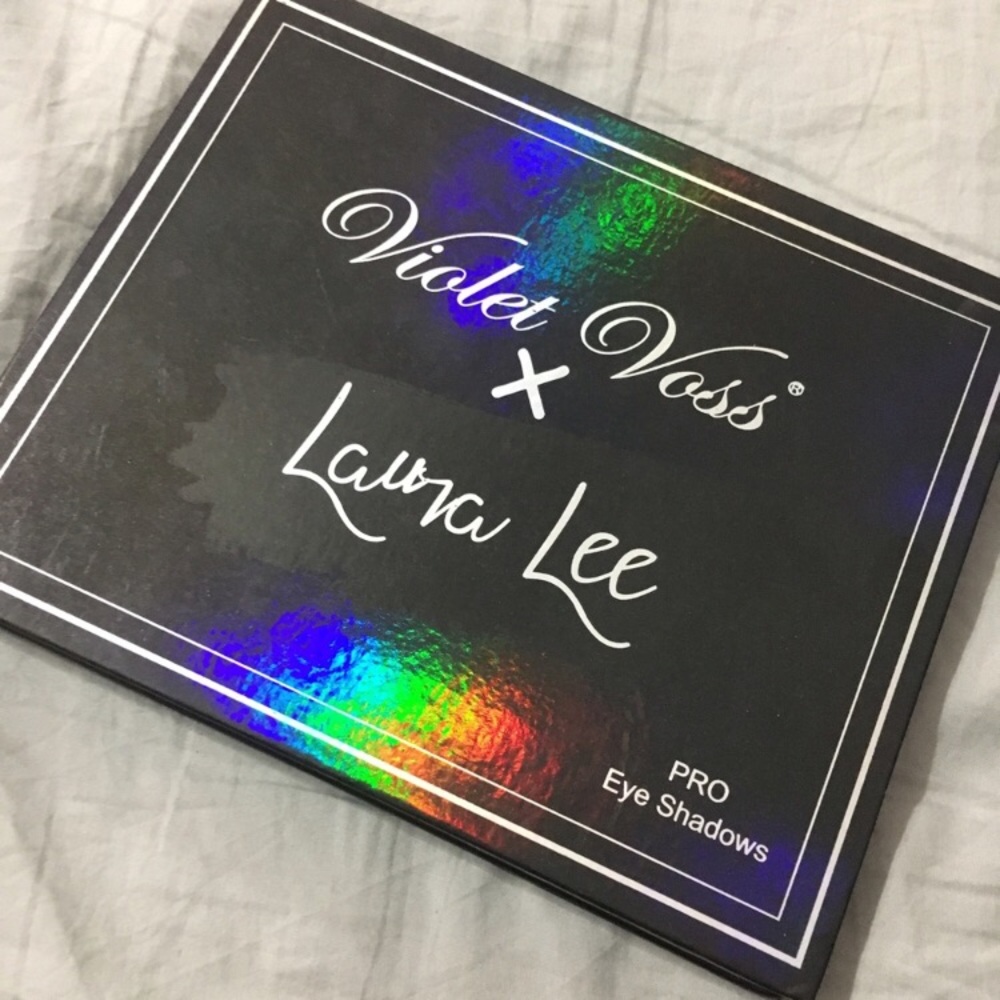 Violet Voss®
X
Laura Lee
PRO
Eye Shadows